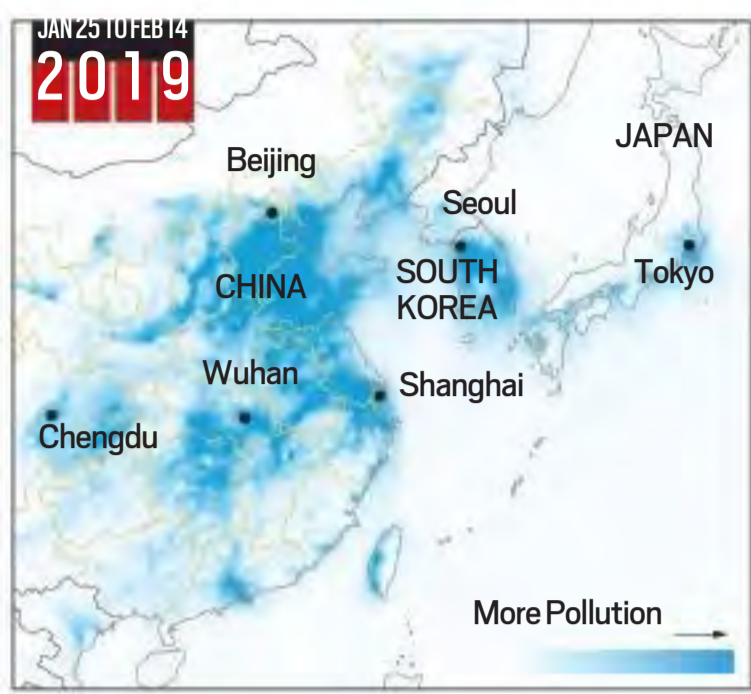 JAN 25 TO FEB 14
2019
JAPAN
Beijing
Seoul
CHINA
SOUTH
KOREA
Tokyo
Wuhan
Shanghai
Chengdu
More Pollution